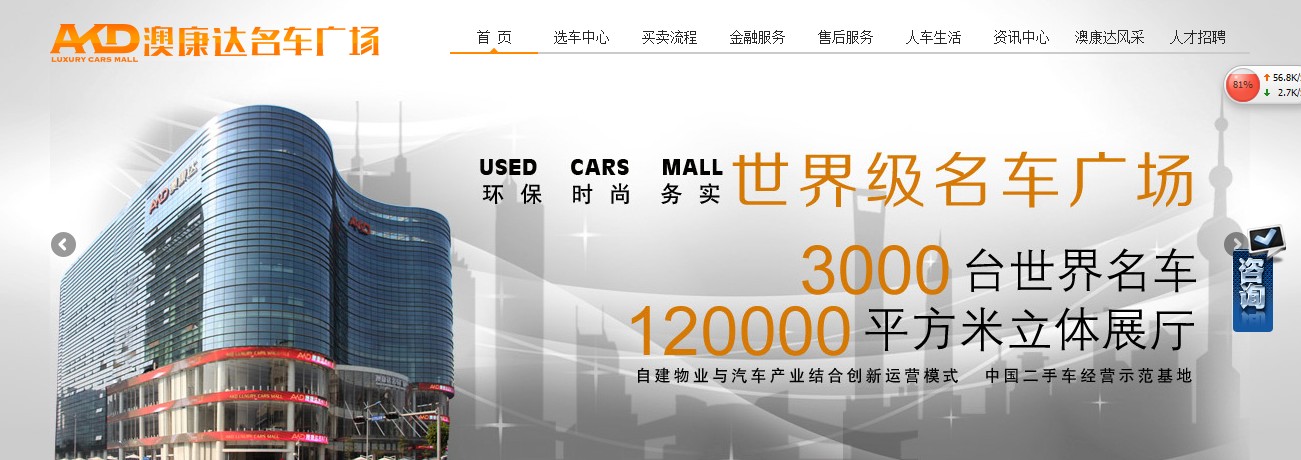 AKD澳康达名车广场
LUXURY CARS MALL
首 页 选车中心 买卖流程 金融服务 售后服务 人车生活 资讯中心 澳康达风采 人才招聘
81%
56.8K/
2.7K/
USED CARS MALL
环保 时尚 务实
世界级名车广场
3000台世界名车
120000平方米立体展厅
自建物业与汽车产业结合创新运营模式 中国二手车经营示范基地
咨询
AKD
AKD
AKD LUXURY CARS MALL